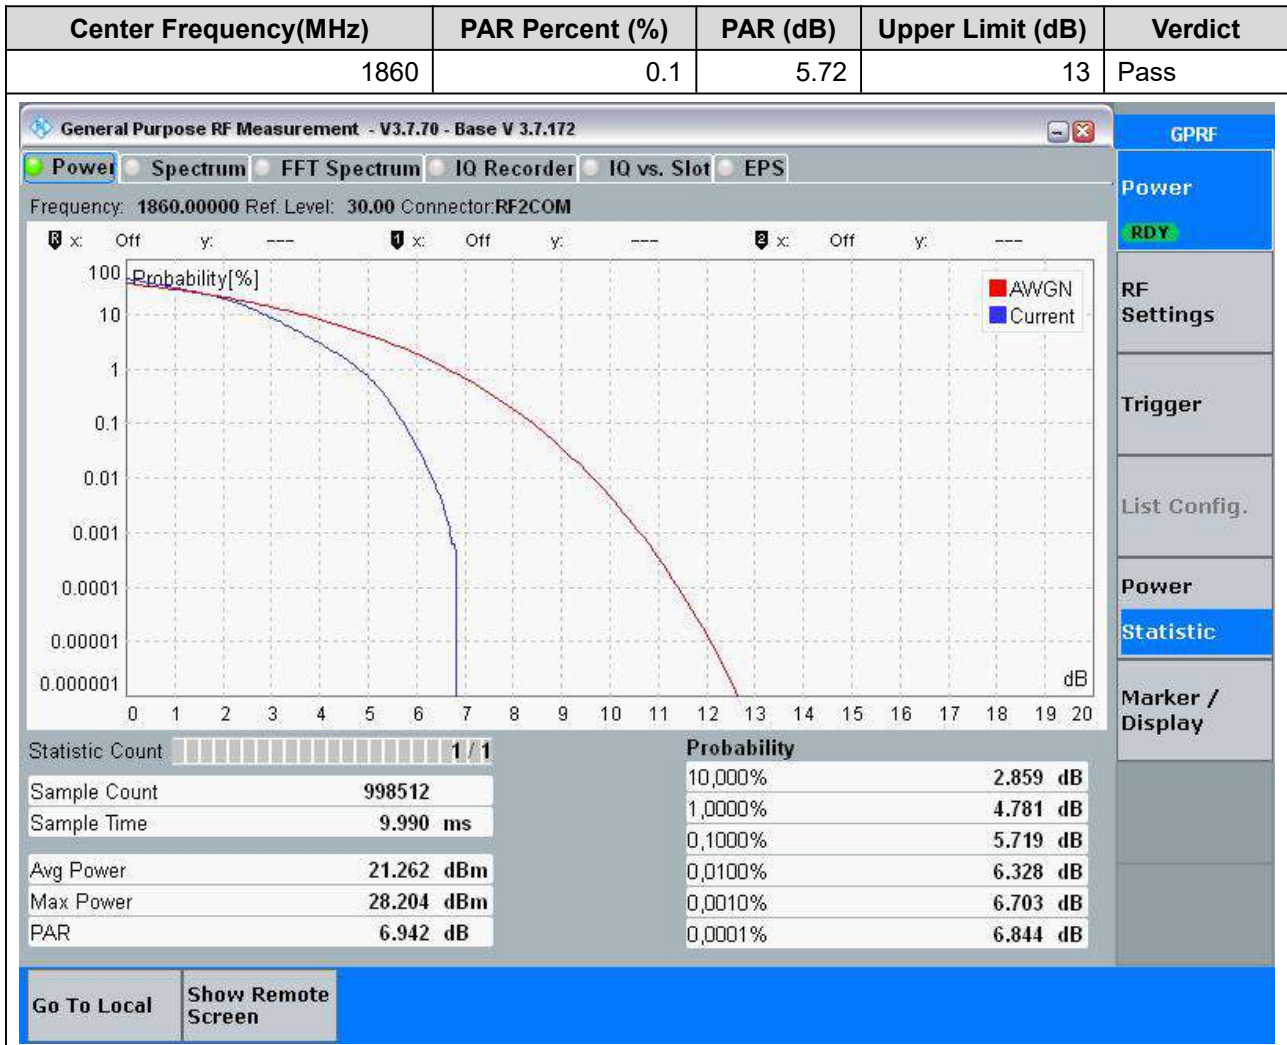 Center Frequency(MHz) PAR Percent (%) PAR (dB) Upper Limit (dB) Verdict
1860 0.1 5.72 13 Pass
General Purpose RF Measurement - V3.7.70 - Base V 3.7.172
GPRF
Power Spectrum FFT Spectrum IQ Recorder IQ vs. Slot EPS
Frequency: 1860.00000 Ref. Level: 30.00 Connector:RF2COM
R x: Off y: --- 1 x: Off y: --- 2 x: Off y: ---
Probability[%]
100
10
1
0.1
0.01
0.001
0.0001
0.00001
0.000001
AWGN
Current
dB
0 1 2 3 4 5 6 7 8 9 10 11 12 13 14 15 16 17 18 19 20
Statistic Count 1 / 1
Sample Count 998512
Sample Time 9.990 ms
Avg Power 21.262 dBm
Max Power 28.204 dBm
PAR 6.942 dB
Probability
10,000% 2.859 dB
1,0000% 4.781 dB
0,1000% 5.719 dB
0,0100% 6.328 dB
0,0010% 6.703 dB
0,0001% 6.844 dB
Power
RDY
RF
Settings
Trigger
List Config.
Power
Statistic
Marker /
Display
Go To Local
Show Remote
Screen